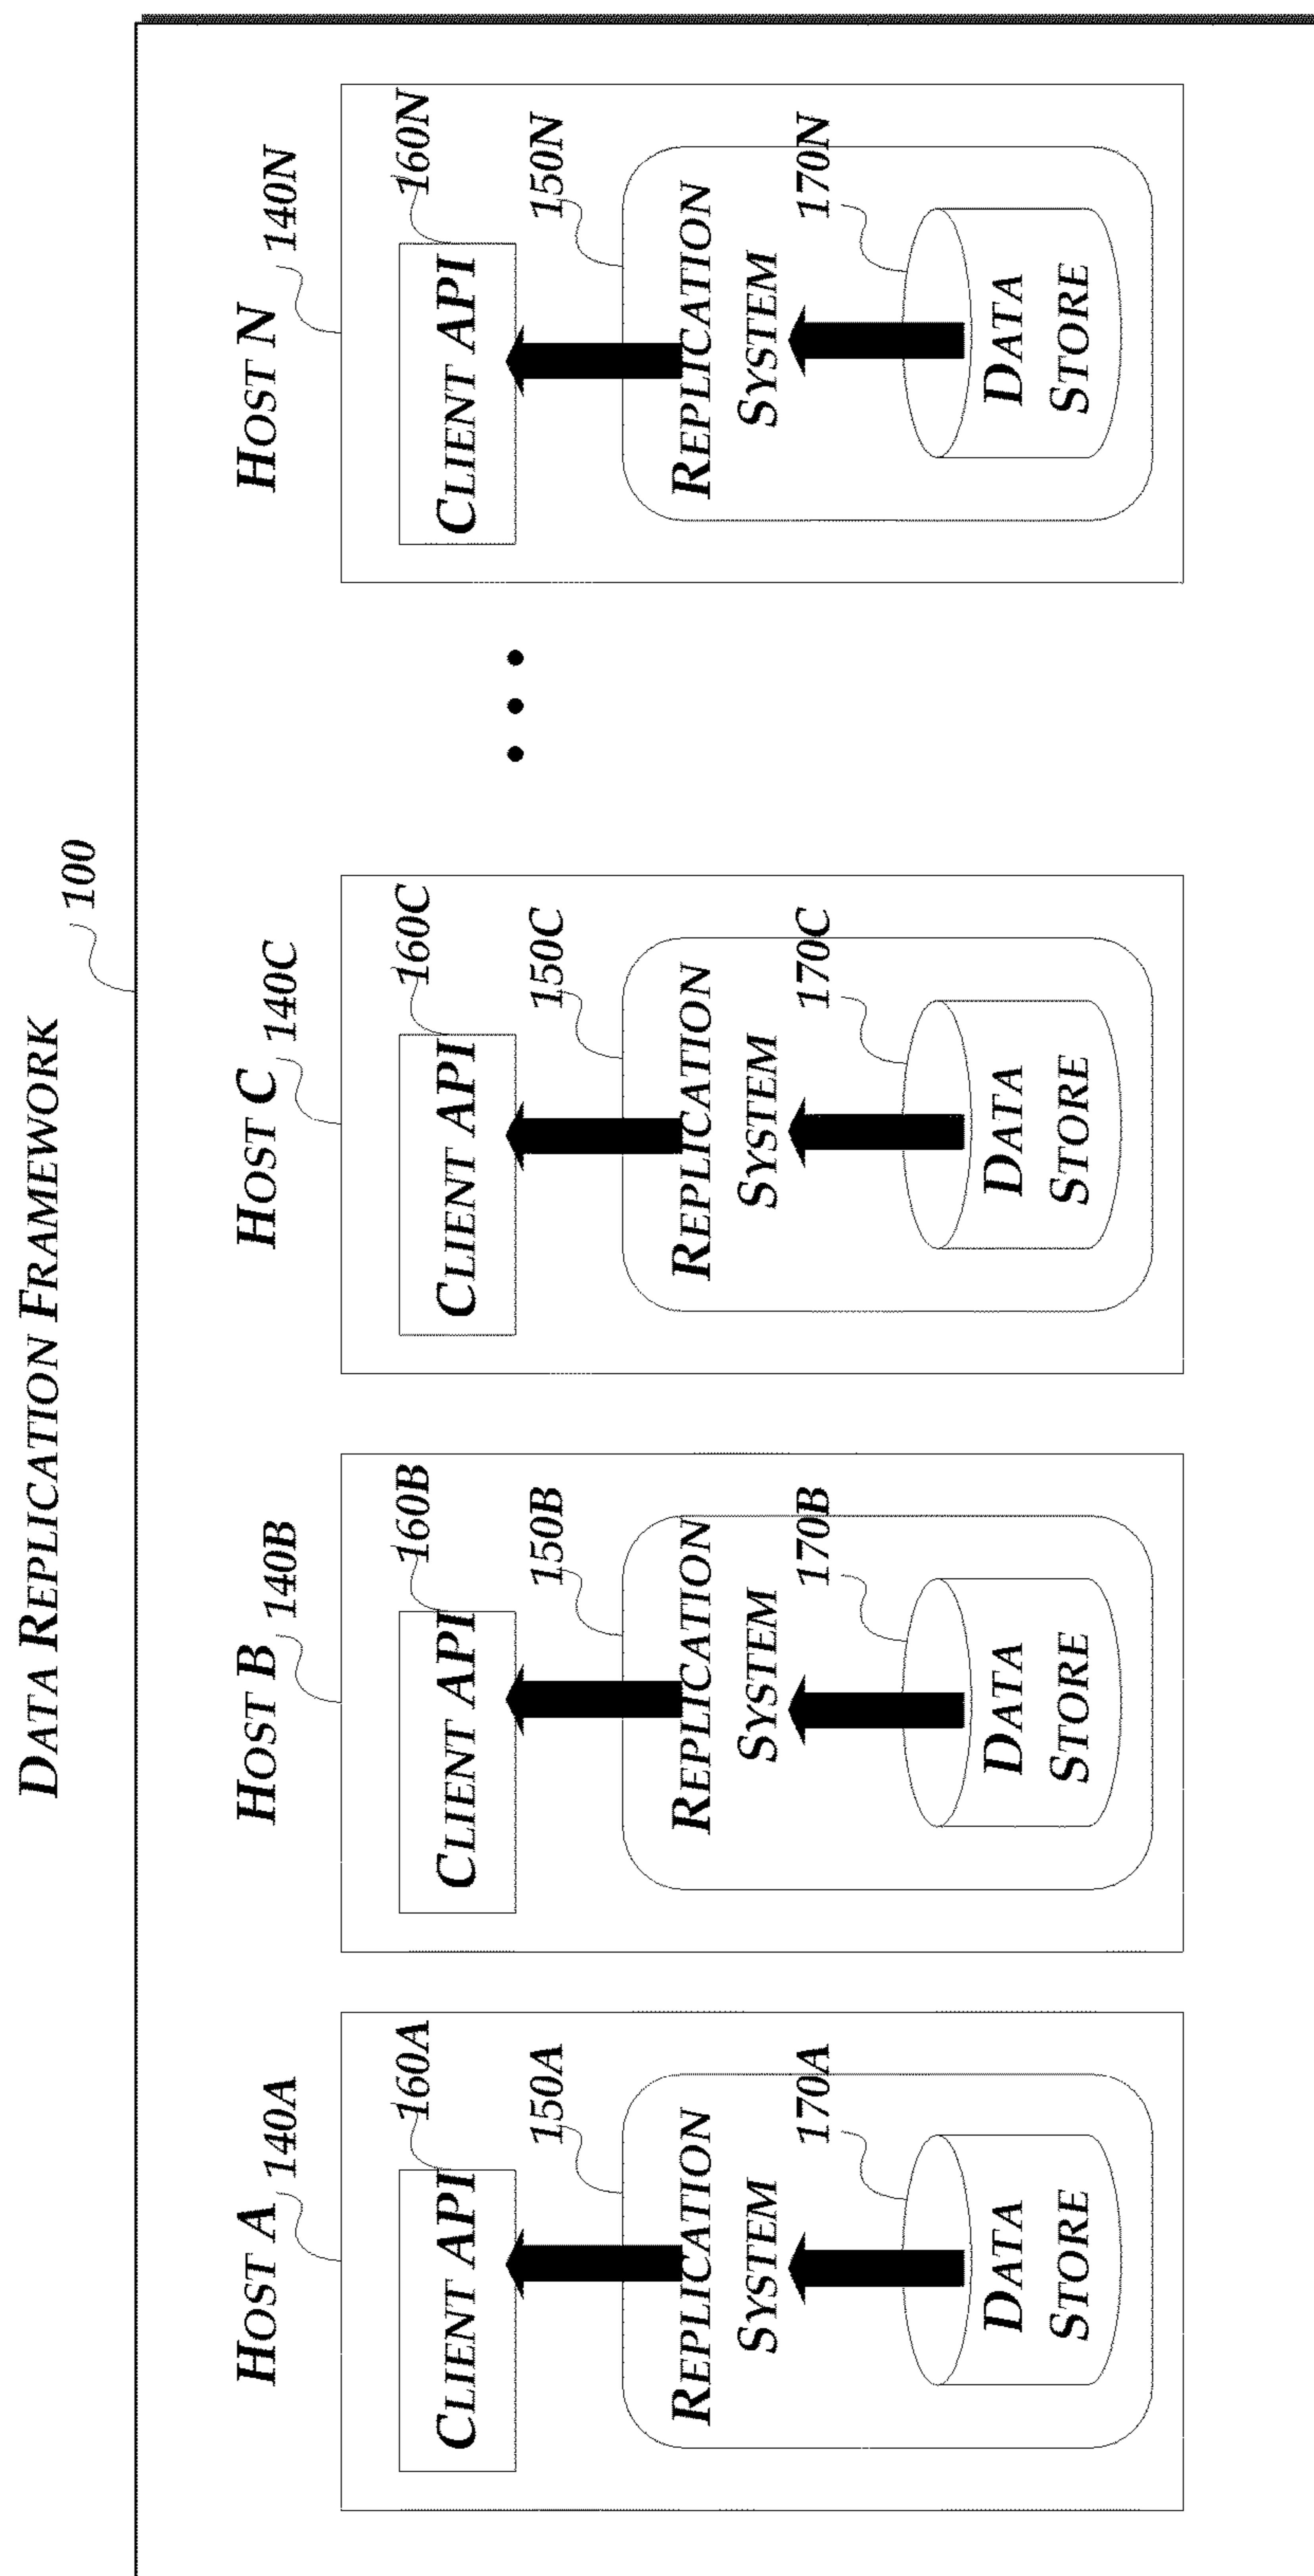 DATA REPLICATION FRAMEWORK
100
HOST A
140A
CLIENT API
160A
150A
REPLICATION
SYSTEM
170A
DATA
STORE
HOST B
140B
CLIENT API
160B
150B
REPLICATION
SYSTEM
170B
DATA
STORE
HOST C
140C
CLIENT API
160C
150C
REPLICATION
SYSTEM
170C
DATA
STORE
HOST N
140N
CLIENT API
160N
150N
REPLICATION
SYSTEM
170N
DATA
STORE